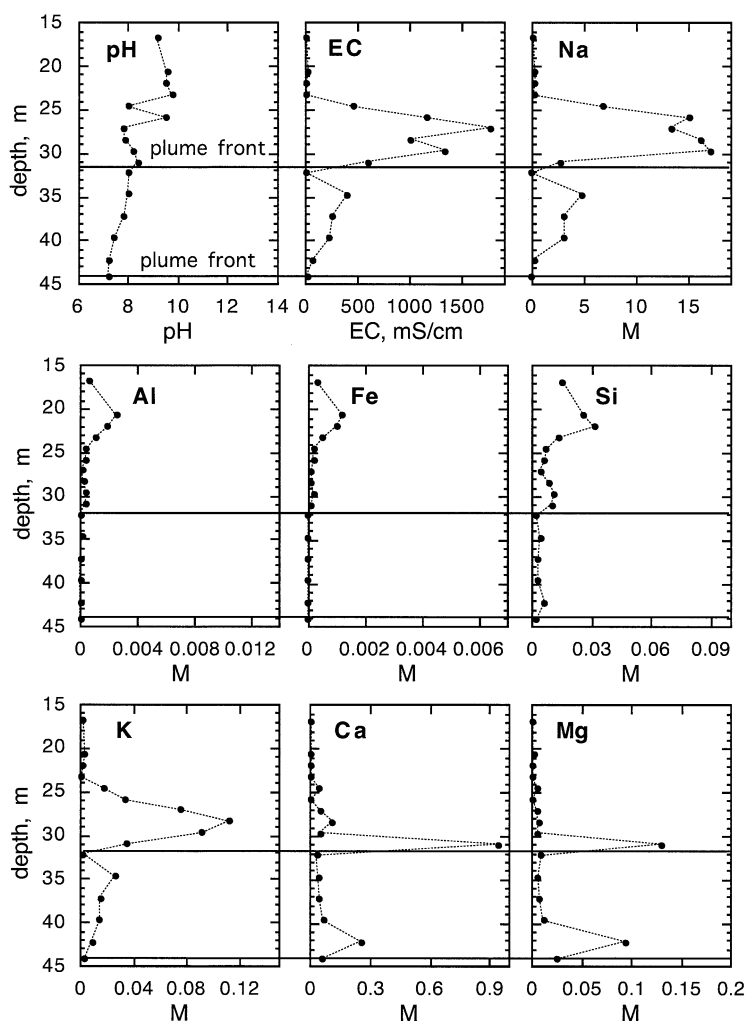 15 20 25 30 35 40 45
depth, m
pH
plume front
plume front
6 8 10 12 14
pH
EC
0 500 1000 1500
EC, mS/cm
Na
0 5 10 15
M
15 20 25 30 35 40 45
depth, m
Al
0 0.004 0.008 0.012
M
Fe
0 0.002 0.004 0.006
M
Si
0 0.03 0.06 0.09
M
15 20 25 30 35 40 45
depth, m
K
0 0.04 0.08 0.12
M
Ca
0 0.3 0.6 0.9
M
Mg
0 0.05 0.1 0.15 0.2
M